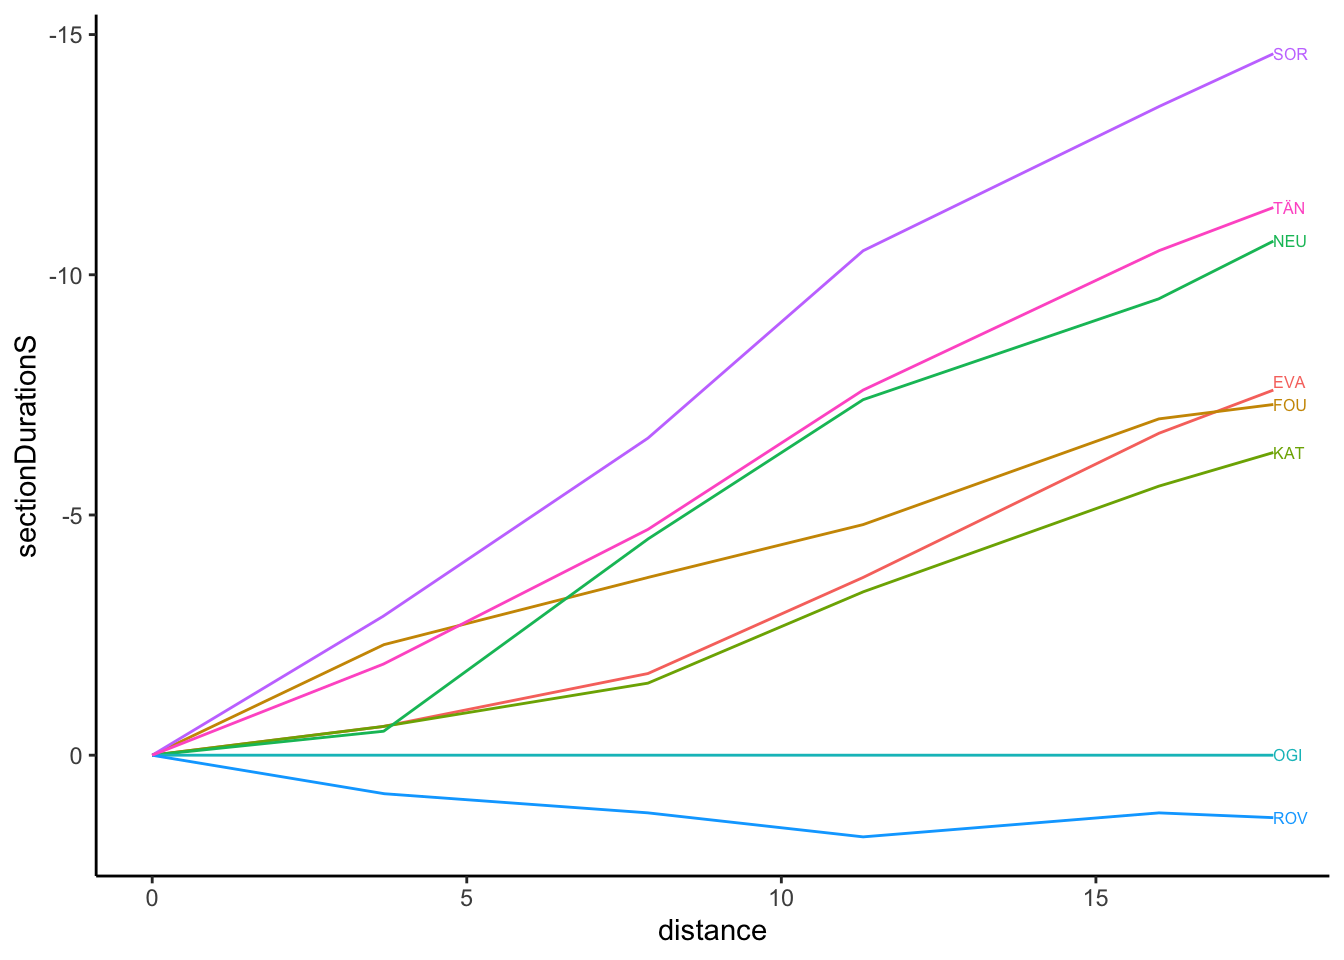 -15
-10
-5
0
sectionDurationS
SOR
TÄN
NEU
EVA
FOU
KAT
OGI
ROV
0 5 10 15
distance